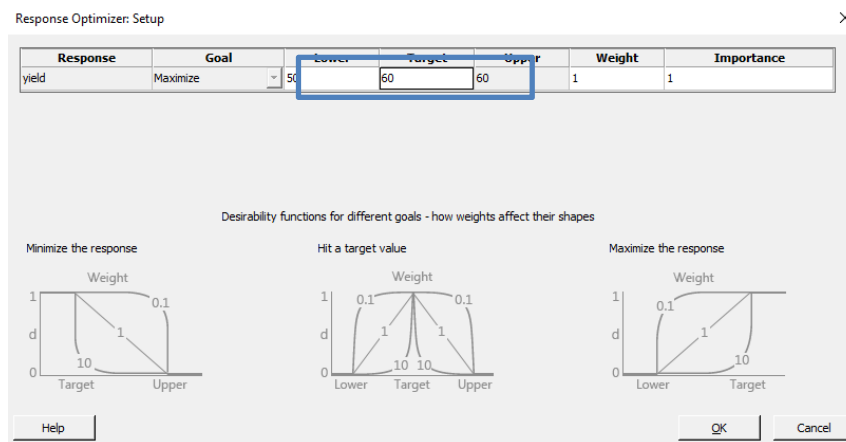 Response Optimizer: Setup
Response Goal Lower Target Upper Weight Importance
yield Maximize 50 60 60 1 1
Desirability functions for different goals - how weights affect their shapes
Minimize the response Hit a target value Maximize the response
Weight Weight Weight
1 0.1 1 0.1 0.1 1 0.1
d 1 d 1 1 d 1
10 10 10 10
0 0 0
Target Upper Lower Target Upper Lower Target
Help OK Cancel